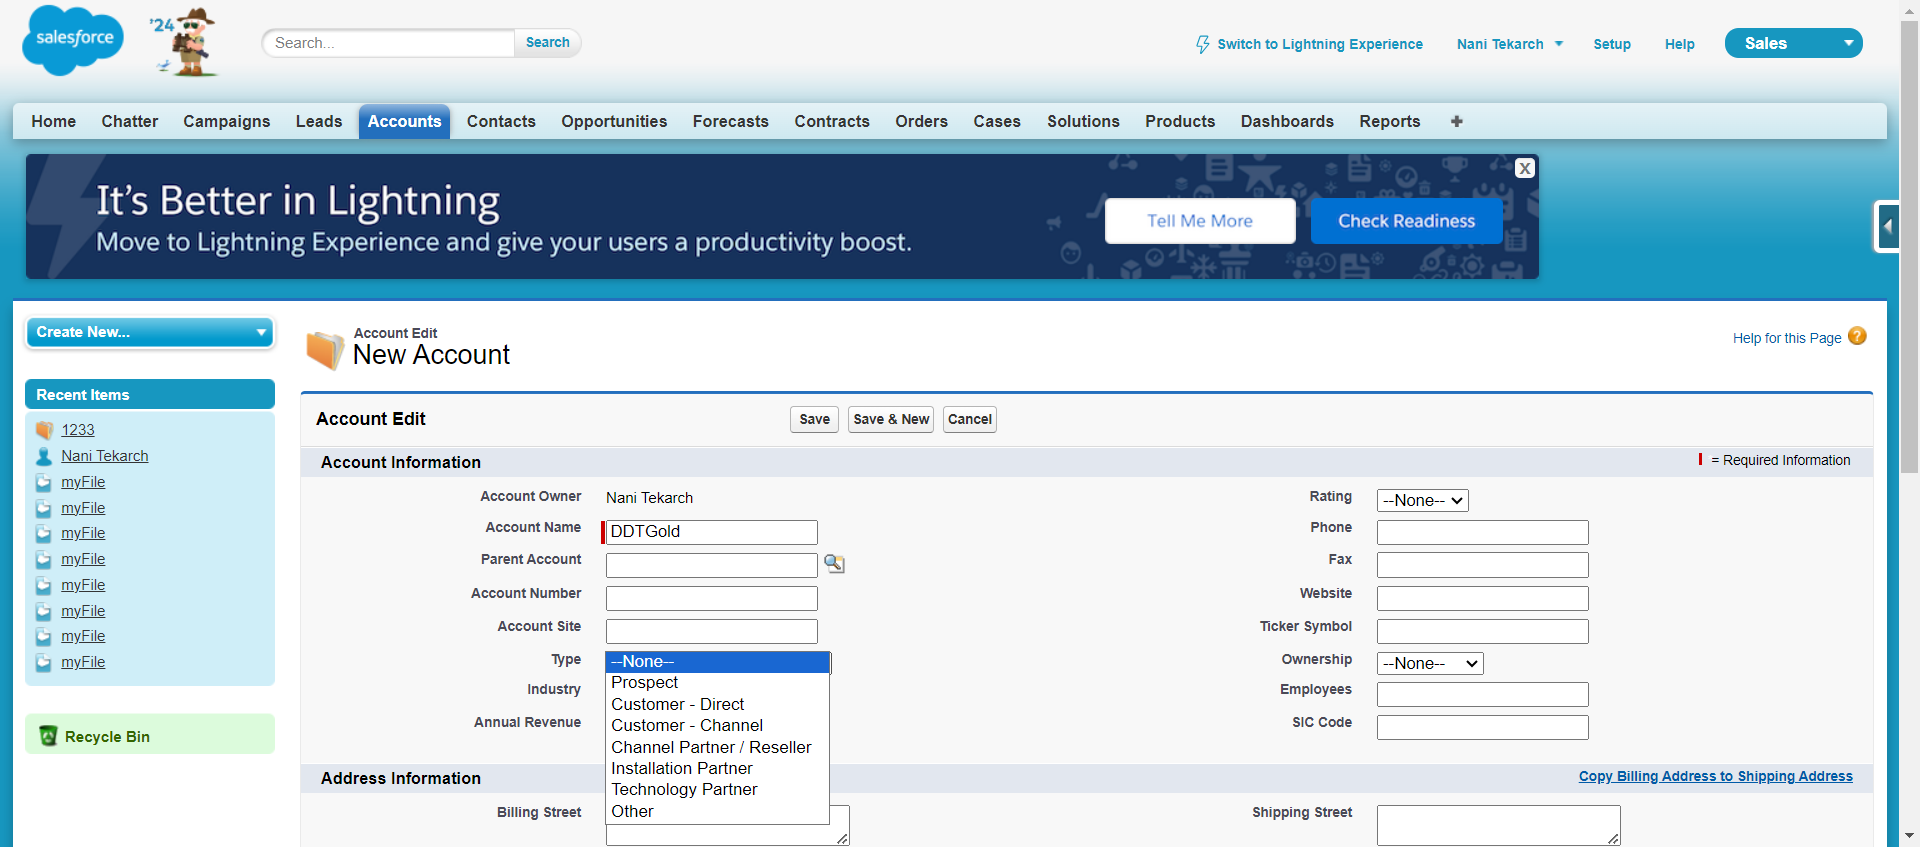 salesforce
'24
Search...
Search
Switch to Lightning Experience
Nani Tekarch
Setup
Help
Sales
Home
Chatter
Campaigns
Leads
Accounts
Contacts
Opportunities
Forecasts
Contracts
Orders
Cases
Solutions
Products
Dashboards
Reports
+
It's Better in Lightning
Move to Lightning Experience and give your users a productivity boost.
Tell Me More
Check Readiness
X
Create New...
Recent Items
1233
Nani Tekarch
myFile
myFile
myFile
myFile
myFile
myFile
myFile
myFile
Recycle Bin
Account Edit
New Account
Help for this Page
?
Account Edit
Save
Save & New
Cancel
Account Information
= Required Information
Account Owner
Nani Tekarch
Rating
--None--
Account Name
DDTGold
Phone
Parent Account
Fax
Account Number
Website
Account Site
Ticker Symbol
Type
--None--
Prospect
Customer - Direct
Customer - Channel
Channel Partner / Reseller
Installation Partner
Technology Partner
Other
Ownership
--None--
Industry
Employees
Annual Revenue
SIC Code
Address Information
Copy Billing Address to Shipping Address
Billing Street
Shipping Street